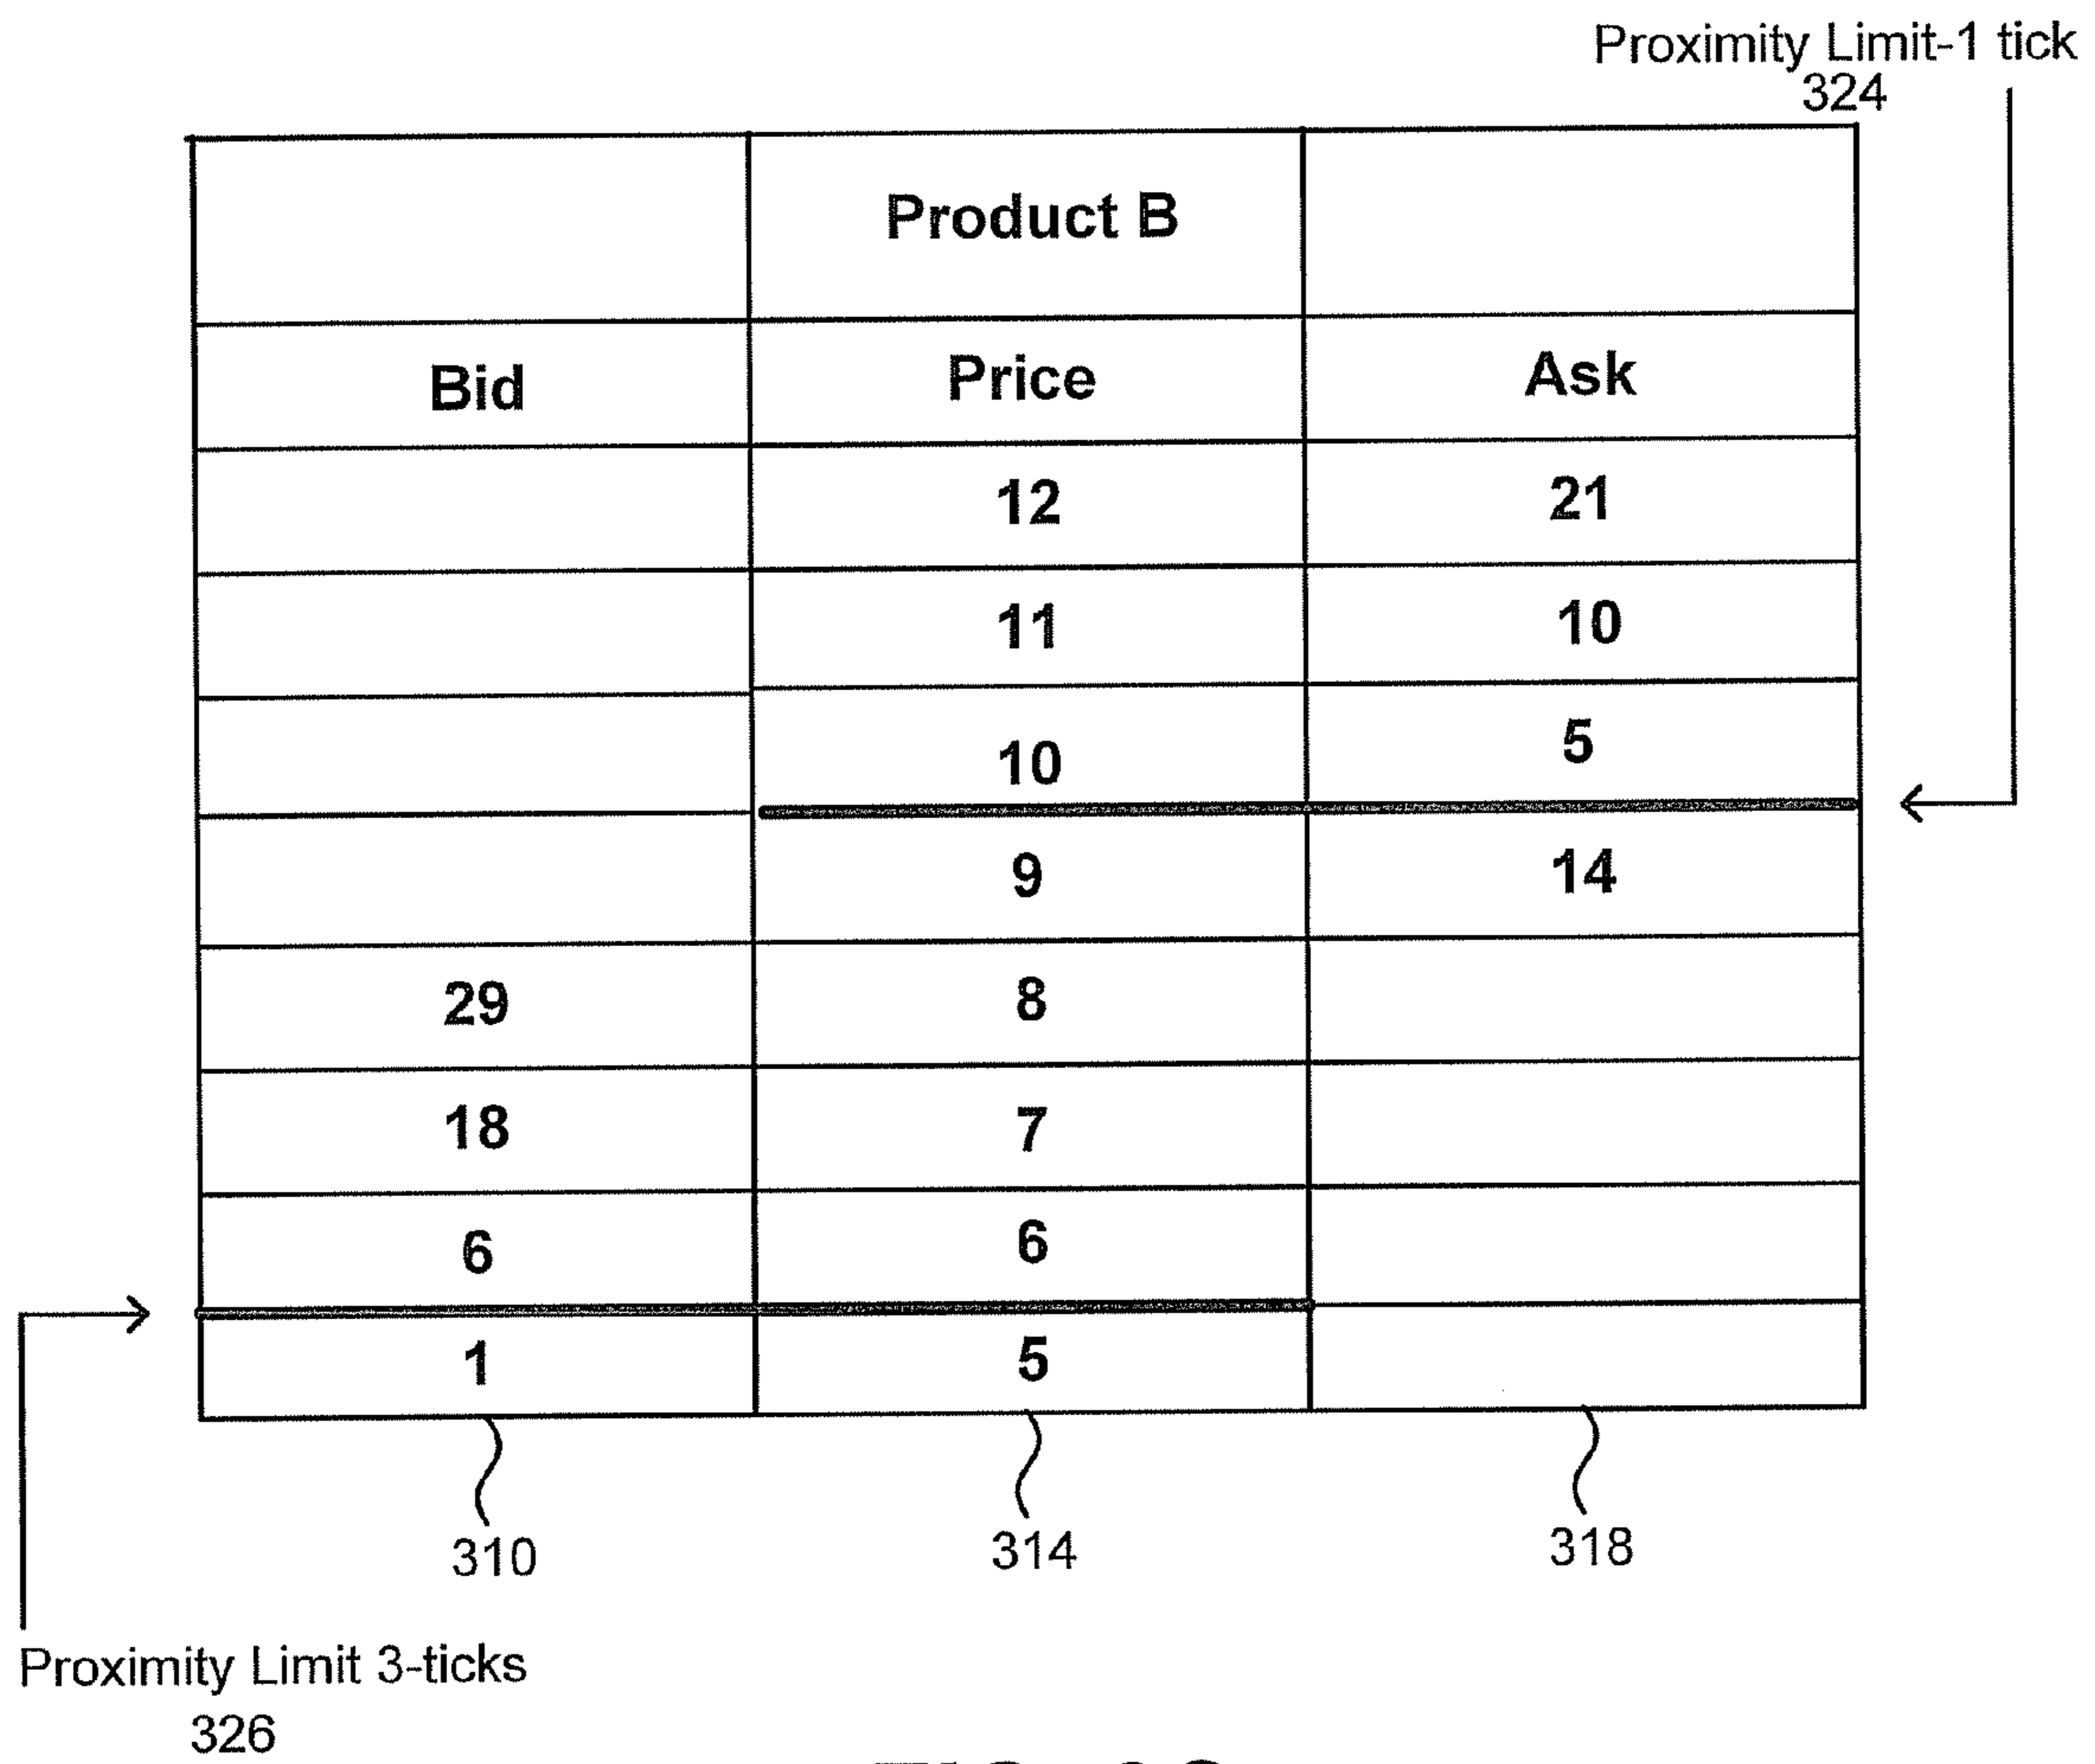 Proximity Limit-1 tick
324
Product B
Bid Price Ask
12 21
11 10
10 5
9 14
29 8
18 7
6 6
1 5
310 314 318
Proximity Limit 3-ticks
326